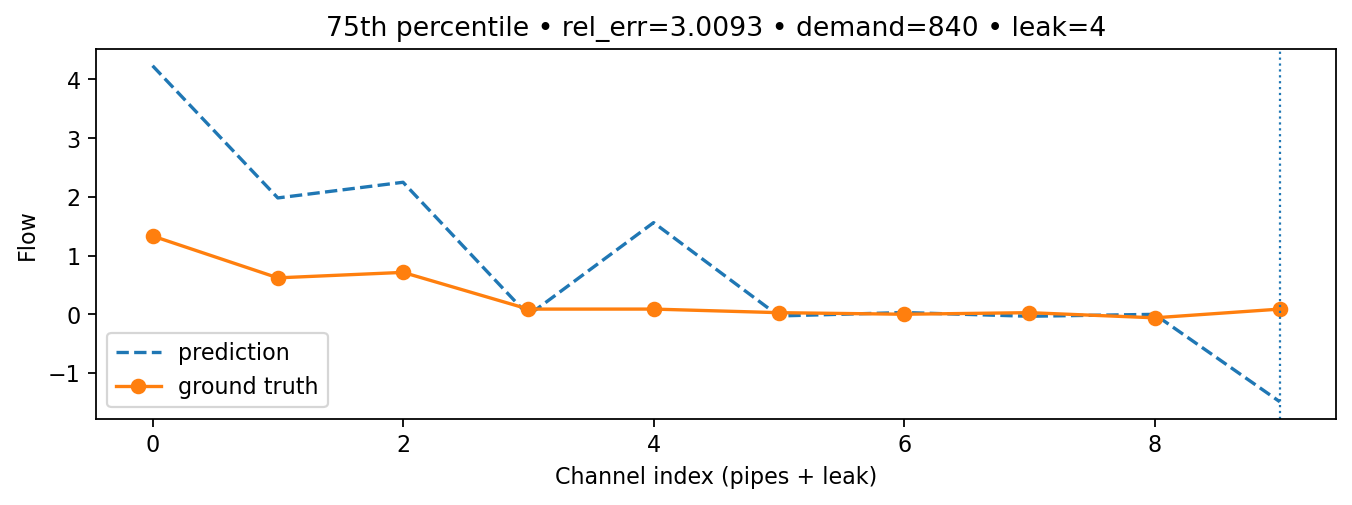 75th percentile • rel_err=3.0093 • demand=840 • leak=4
Flow
4
3
2
1
0
−1
prediction
ground truth
0 2 4 6 8
Channel index (pipes + leak)